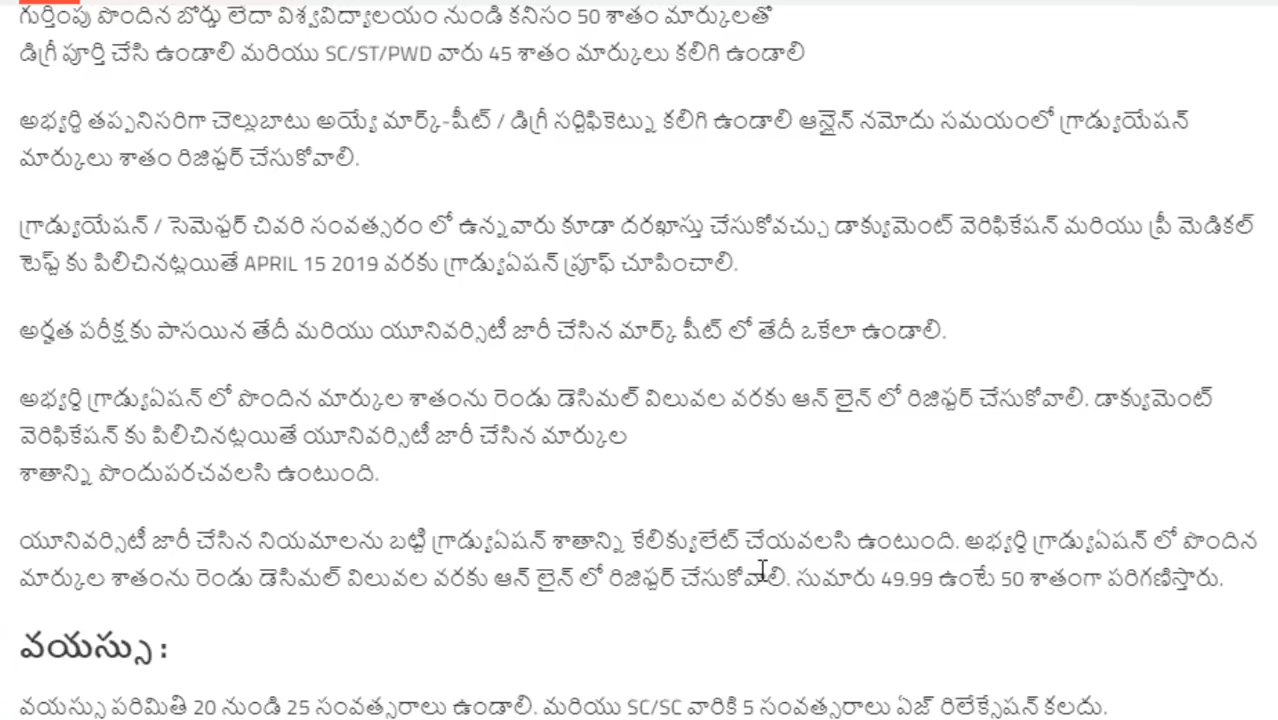 గుర్తింపు పొందిన బోర్డు లేదా విశ్వవిద్యాలయం నుండి కనీసం 50 శాతం మార్కులతో
డిగ్రీ పూర్తి చేసి ఉండాలి మరియు SC/ST/PWD వారు 45 శాతం మార్కులు కలిగి ఉండాలి
అభ్యర్థి తప్పనిసరిగా చెల్లుబాటు అయ్యే మార్క్-షీట్ / డిగ్రీ సర్టిఫికెట్ను కలిగి ఉండాలి ఆన్లైన్ నమోదు సమయంలో గ్రాడ్యుయేషన్
మార్కులు శాతం రిజిష్టర్ చేసుకోవాలి.
గ్రాడ్యుయేషన్ / సెమెష్టర్ చివరి సంవత్సరం లో ఉన్నవారు కూడా దరఖాస్తు చేసుకోవచ్చు డాక్యుమెంట్ వెరిఫికేషన్ మరియు ప్రీ మెడికల్
టెష్ట్ కు పిలిచినట్లయితే APRIL 15 2019 వరకు గ్రాడ్యుఏషన్ ప్రూఫ్ చూపించాలి.
అర్హత పరీక్షకు పాసయిన తేదీ మరియు యూనివర్సిటీ జారీ చేసిన మార్క్ షీట్ లో తేదీ ఒకేలా ఉండాలి.
అభ్యర్థి గ్రాడ్యుఏషన్ లో పొందిన మార్కుల శాతంను రెండు డెసిమల్ విలువల వరకు ఆన్ లైన్ లో రిజిష్టర్ చేసుకోవాలి. డాక్యుమెంట్
వెరిఫికేషన్ కు పిలిచినట్లయితే యూనివర్సిటీ జారీ చేసిన మార్కుల
శాతాన్ని పొందుపరచవలసి ఉంటుంది.
యూనివర్సిటీ జారీ చేసిన నియమాలను బట్టి గ్రాడ్యుఏషన్ శాతాన్ని కేలిక్యులేట్ చేయవలసి ఉంటుంది. అభ్యర్థి గ్రాడ్యుఏషన్ లో పొందిన
మార్కుల శాతంను రెండు డెసిమల్ విలువల వరకు ఆన్ లైన్ లో రిజిష్టర్ చేసుకోవాలి. సుమారు 49.99 ఉంటే 50 శాతంగా పరిగణిస్తారు.
వయస్సు :
వయస్సు పరిమితి 20 నుండి 25 సంవత్సరాలు ఉండాలి. మరియు SC/SC వారికి 5 సంవత్సరాలు ఏజ్ రిలేక్సేషన్ కలదు.